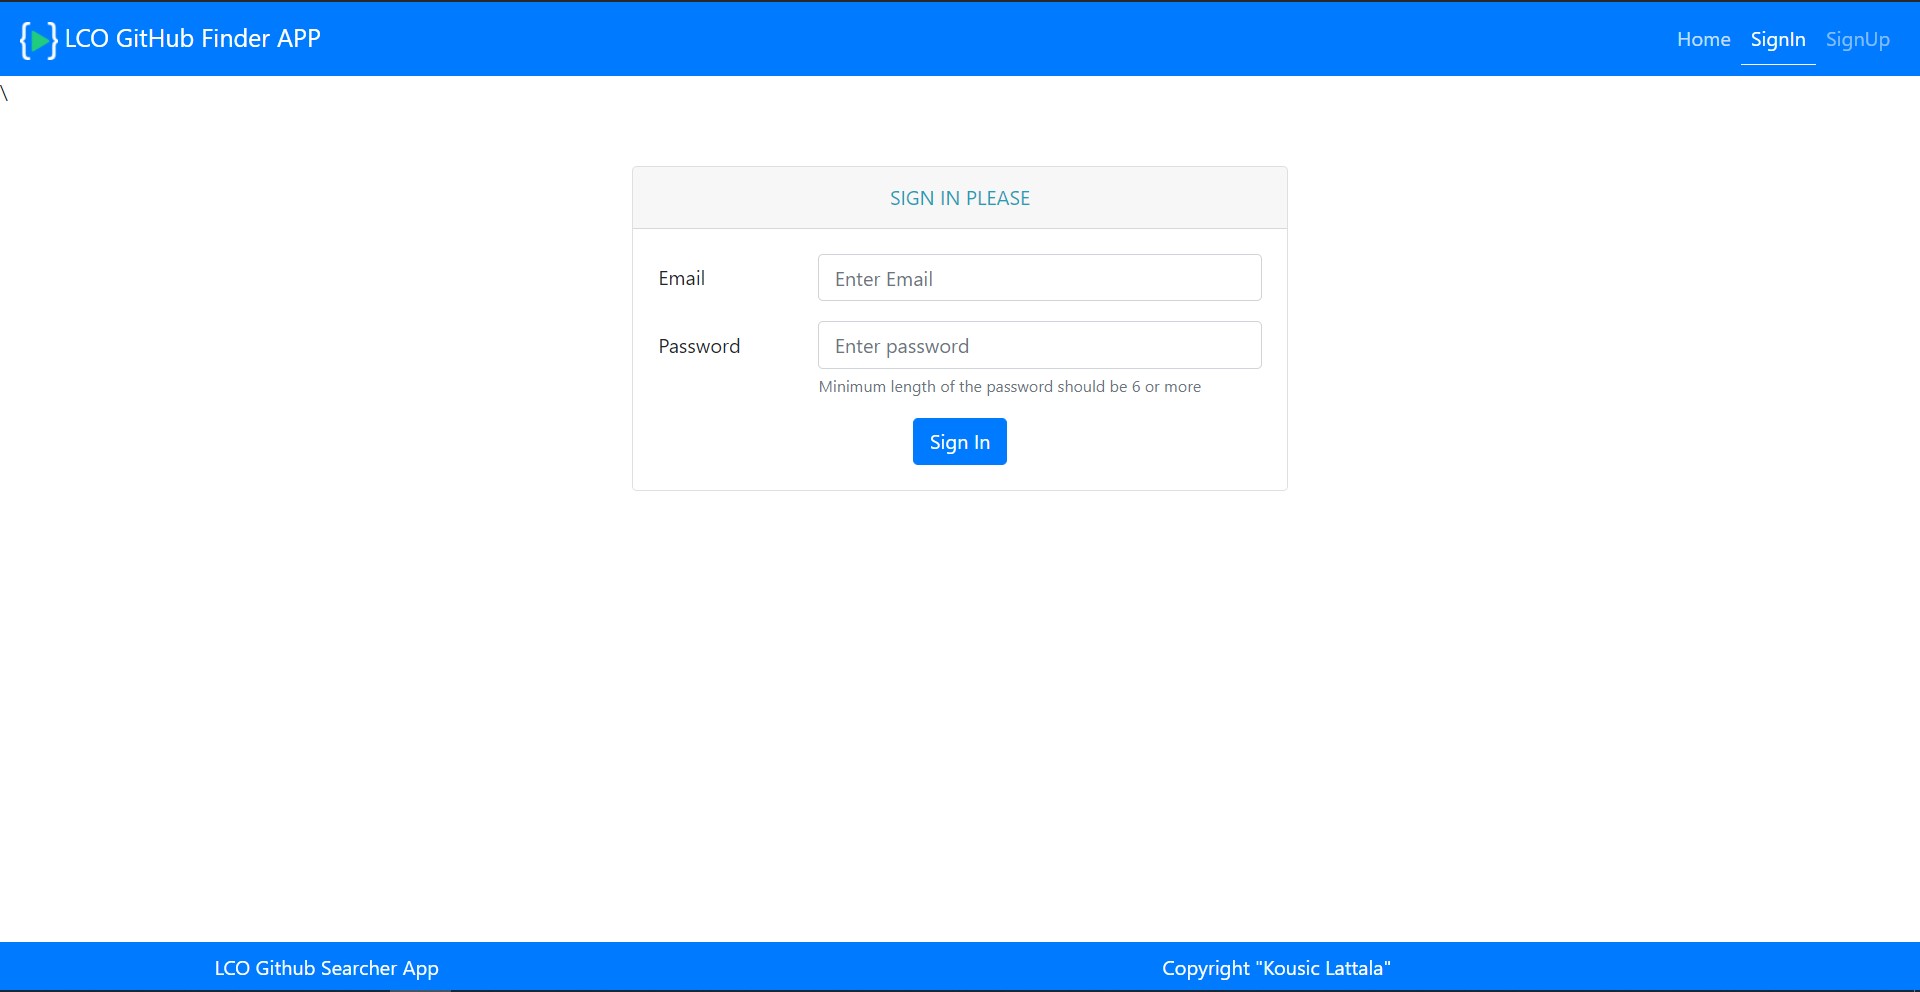 LCO GitHub Finder APP
Home SignIn SignUp
\
SIGN IN PLEASE
Email Enter Email
Password Enter password
Minimum length of the password should be 6 or more
Sign In
LCO Github Searcher App Copyright "Kousic Lattala"